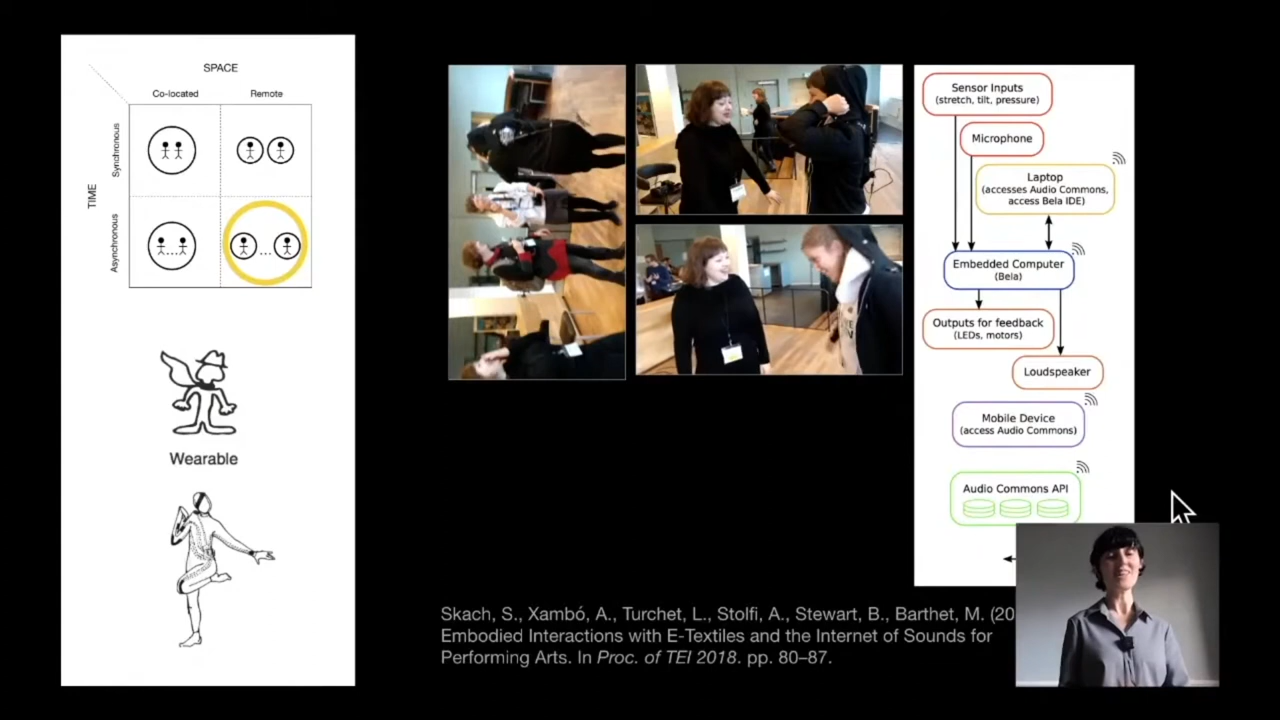 SPACE
Co-located
Remote
TIME
Synchronous
Asynchronous
Wearable
Sensor Inputs
(stretch, tilt, pressure)
Microphone
Laptop
(accesses Audio Commons,
access Bela IDE)
Embedded Computer
(Bela)
Outputs for feedback
(LEDs, motors)
Loudspeaker
Mobile Device
(access Audio Commons)
Audio Commons API
Skach, S., Xambó, A., Turchet, L., Stolfi, A., Stewart, B., Barthet, M. (20
Embodied Interactions with E-Textiles and the Internet of Sounds for
Performing Arts. In Proc. of TEI 2018. pp. 80–87.